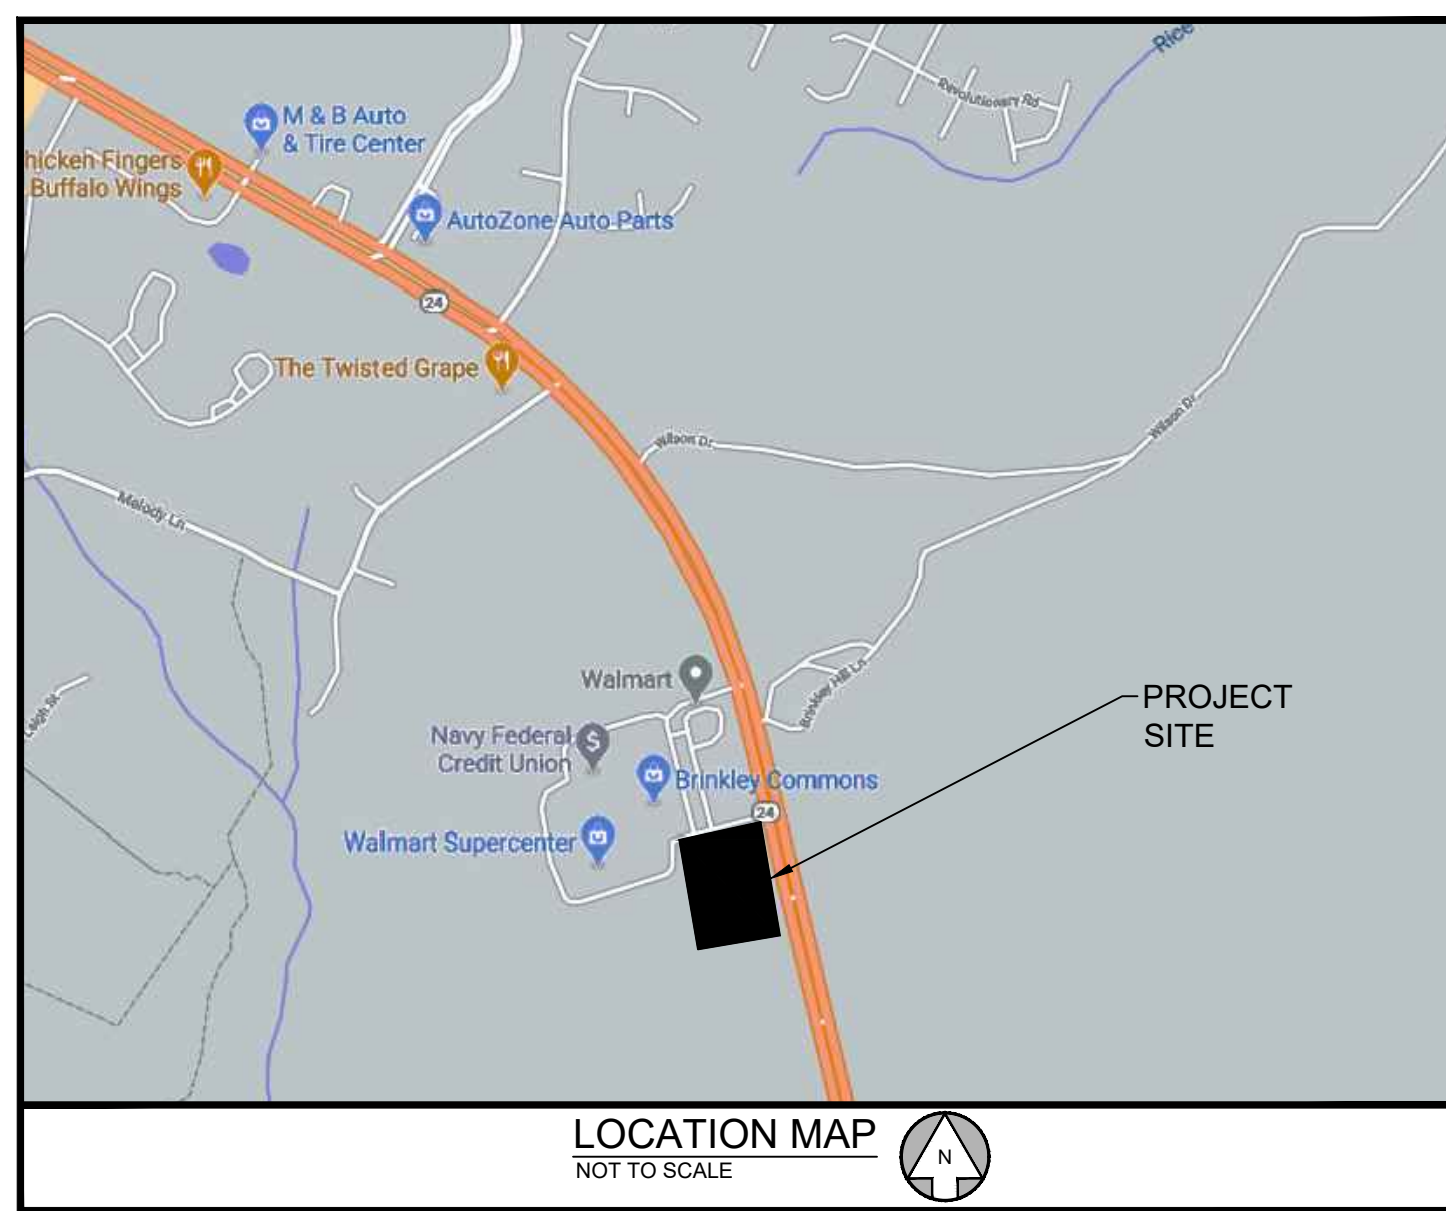 Rice
Revolutionary Rd
M & B Auto
& Tire Center
hicken Fingers
Buffalo Wings
AutoZone Auto Parts
24
The Twisted Grape
Wilson Dr
Wilson Dr
Melody Ln
Walmart
Brinkley Hill Ln
PROJECT
SITE
Leigh St
Navy Federal
Credit Union
Brinkley Commons
24
Walmart Supercenter
LOCATION MAP
NOT TO SCALE
N